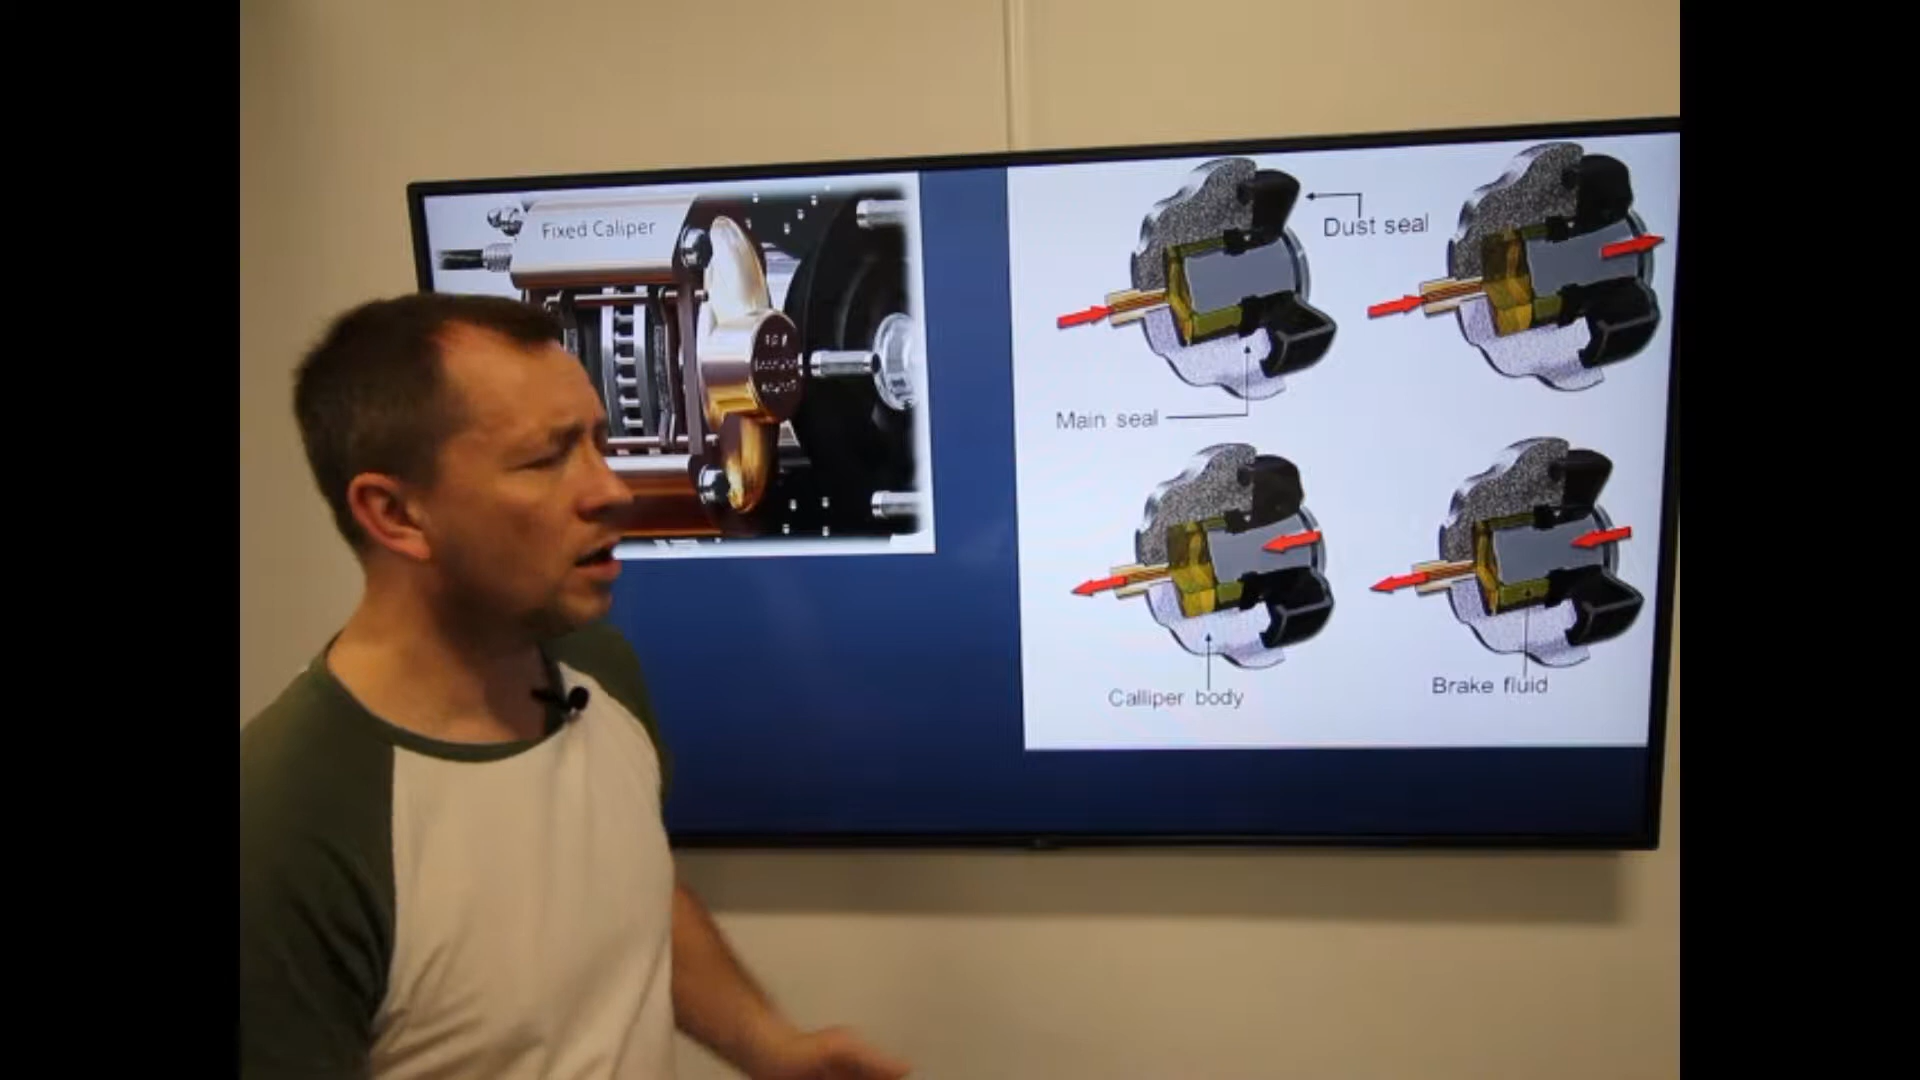 Fixed Caliper
Dust seal
Main seal
Calliper body
Brake fluid